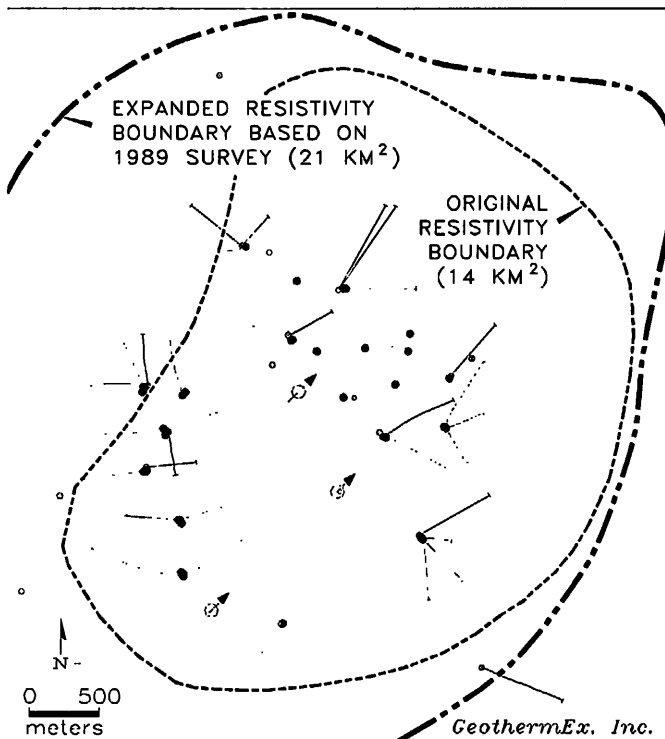 EXPANDED RESISTIVITY
BOUNDARY BASED ON
1989 SURVEY (21 KM²)
ORIGINAL
RESISTIVITY
BOUNDARY
(14 KM²)
N
0 500
meters
GeothermEx, Inc.